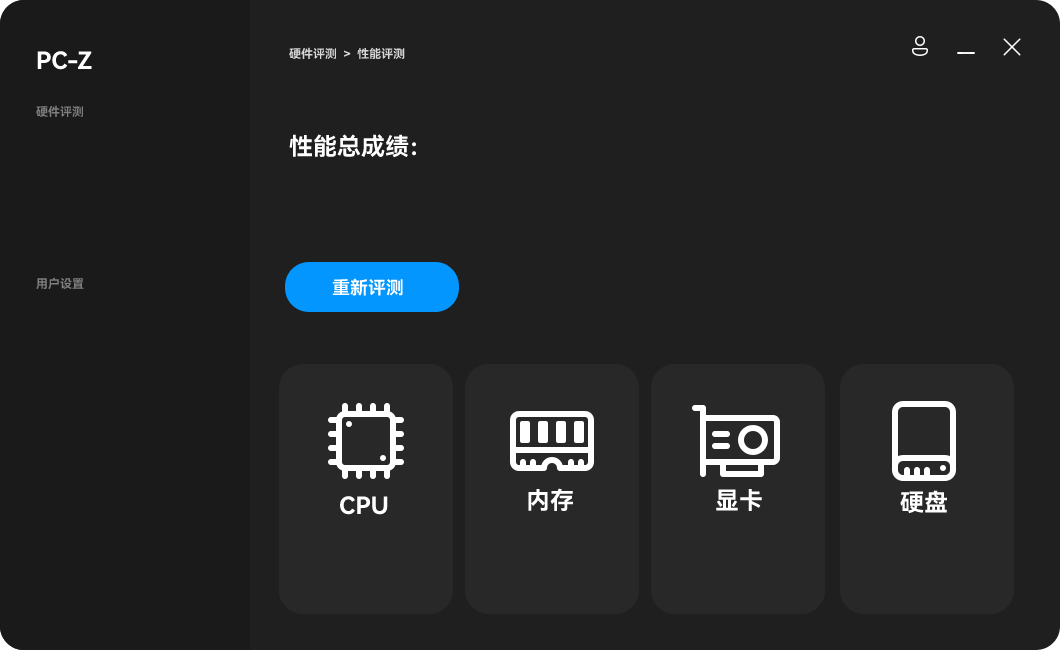 PC-Z
硬件评测
用户设置
硬件评测 > 性能评测
性能总成绩:
重新评测
CPU
内存
显卡
硬盘